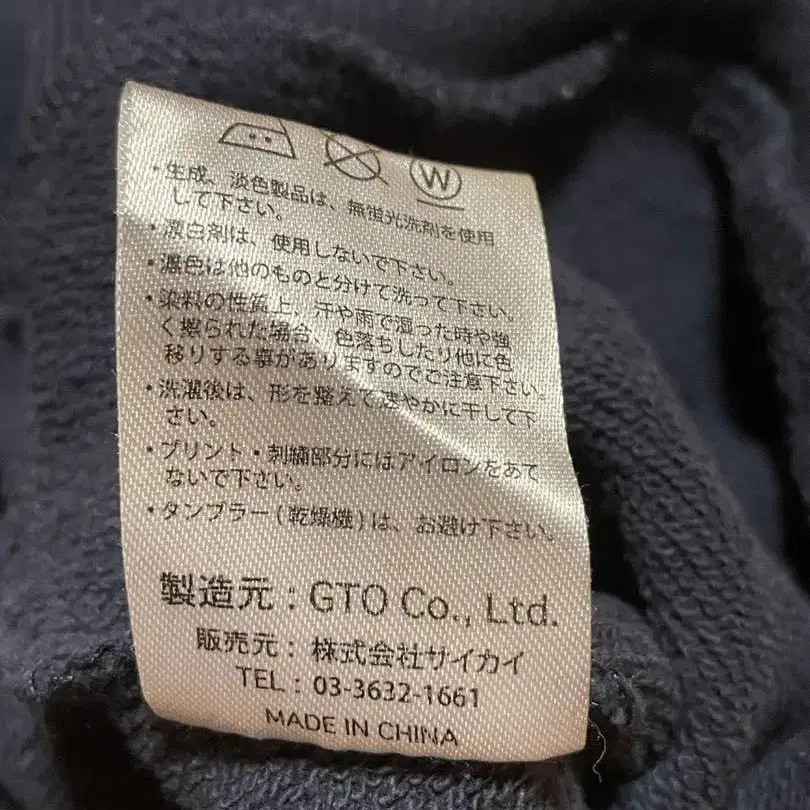 W
・生成、淡色製品は、無蛍光洗剤を使用
して下さい。
・漂白剤は、使用しないで下さい。
・濃色は他のものと分けて洗って下さい。
・染料の性質上、汗や雨で湿った時や強
く擦られた場合、色落ちしたり他に色
移りする事がありますのでご注意下さい。
・洗濯後は、形を整えて速やかに干して下
さい。
・プリント・刺繍部分にはアイロンをあて
ないで下さい。
・タンブラー(乾燥機)は、お避け下さい。
製造元：GTO Co., Ltd.
販売元：株式会社サイカイ
TEL：03-3632-1661
MADE IN CHINA